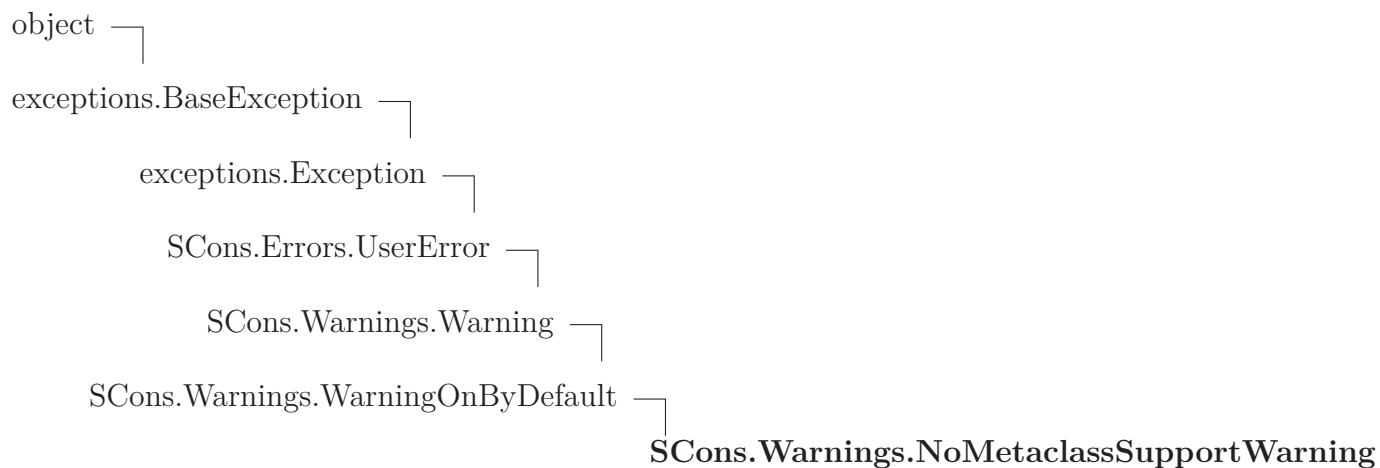 object
exceptions.BaseException
exceptions.Exception
SCons.Errors.UserError
SCons.Warnings.Warning
SCons.Warnings.WarningOnByDefault
SCons.Warnings.NoMetaclassSupportWarning